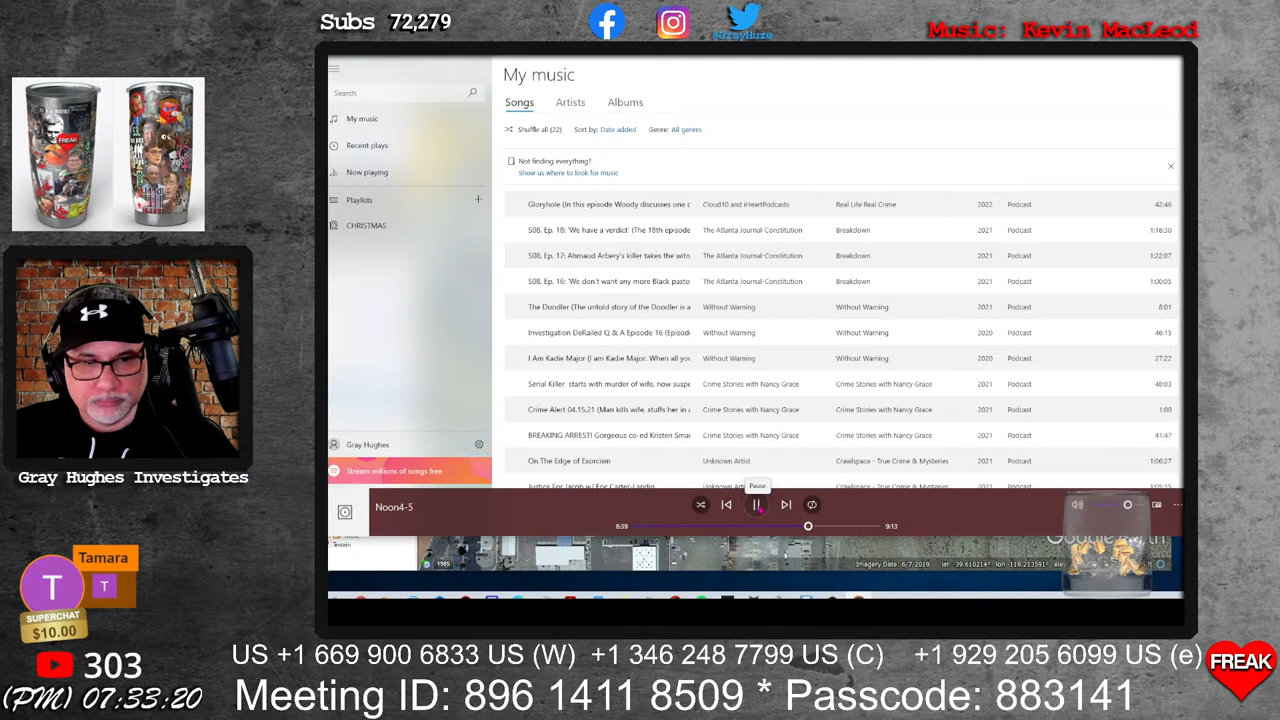 Subs 72,279
@GrayHuze
Music: Kevin MacLeod
FREAK
Gray Hughes Investigates
Search
My music
Recent plays
Now playing
Playlists
CHRISTMAS
Gray Hughes
Stream millions of songs free
My music
Songs Artists Albums
Shuffle all (22) Sort by: Date added Genre: All genres
Not finding everything?
Show us where to look for music
Gloryhole (In this episode Woody discusses one c Cloud10 and iHeartPodcasts Real Life Real Crime 2022 Podcast 42:46
S08, Ep. 18: 'We have a verdict' (The 18th episode The Atlanta Journal-Constitution Breakdown 2021 Podcast 1:16:30
S08, Ep. 17: Ahmaud Arbery's killer takes the witn The Atlanta Journal-Constitution Breakdown 2021 Podcast 1:22:07
S08, Ep. 16: 'We don't want any more Black pasto The Atlanta Journal-Constitution Breakdown 2021 Podcast 1:00:05
The Doodler (The untold story of the Doodler is a Without Warning Without Warning 2021 Podcast 8:01
Investigation DeRailed Q & A Episode 16 (Episod Without Warning Without Warning 2020 Podcast 46:15
I Am Kadie Major (I am Kadie Major. When all you Without Warning Without Warning 2020 Podcast 27:22
Serial Killer starts with murder of wife, now suspe Crime Stories with Nancy Grace Crime Stories with Nancy Grace 2021 Podcast 48:03
Crime Alert 04.15.21 (Man kills wife, stuffs her in a Crime Stories with Nancy Grace Crime Stories with Nancy Grace 2021 Podcast 1:00
BREAKING ARREST! Gorgeous co-ed Kristen Smar Crime Stories with Nancy Grace Crime Stories with Nancy Grace 2021 Podcast 41:47
On The Edge of Exorcism Unknown Artist Crawlspace - True Crime & Mysteries 2021 Podcast 1:06:27
Pause
Noon4-5
6:39 9:13
Terrain
1985
Imagery Date: 6/7/2019 lat 39.610214° lon -119.213591°
Tamara
T
T
SUPERCHAT
$10.00
303
(PM) 07:33:20
US +1 669 900 6833 US (W) +1 346 248 7799 US (C) +1 929 205 6099 US (e)
Meeting ID: 896 1411 8509 * Passcode: 883141
FREAK